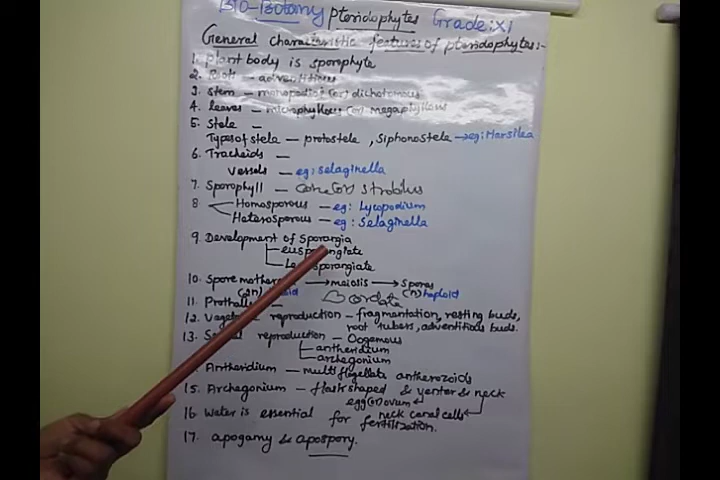 Bio-Botany Pteridophytes Grade:XI
General characteristic features of pteridophytes:-
1. Plant body is sporophyte
2. Root - adventitious
3. Stem - monopodial (or) dichotomous
4. leaves - microphyllous (or) megaphyllous
5. Stele -
Types of stele - protostele, Siphonostele → eg: Marsilea
6. Tracheids -
vessels - eg: Selaginella
7. Sporophyll - Cone (or) Strobilus
8 Homosporous - eg: Lycopodium
Heterosporous - eg: Selaginella
9. Development of Sporangia
eusporangiate
sporangiate
10. Spore mother → meiosis → Spores
(2n) (n) haploid
11. Prothallus - Cordate
12. reproduction - fragmentation, resting buds,
root tubers, adventitious buds.
13. reproduction - Oogamous
antheridium
archegonium
Antheridium - multiflagellate antherozoids
15. Archegonium - flask shaped & venter & neck
egg (or) ovum neck canal cells
16 Water is essential for fertilization.
17. apogamy & apospory.